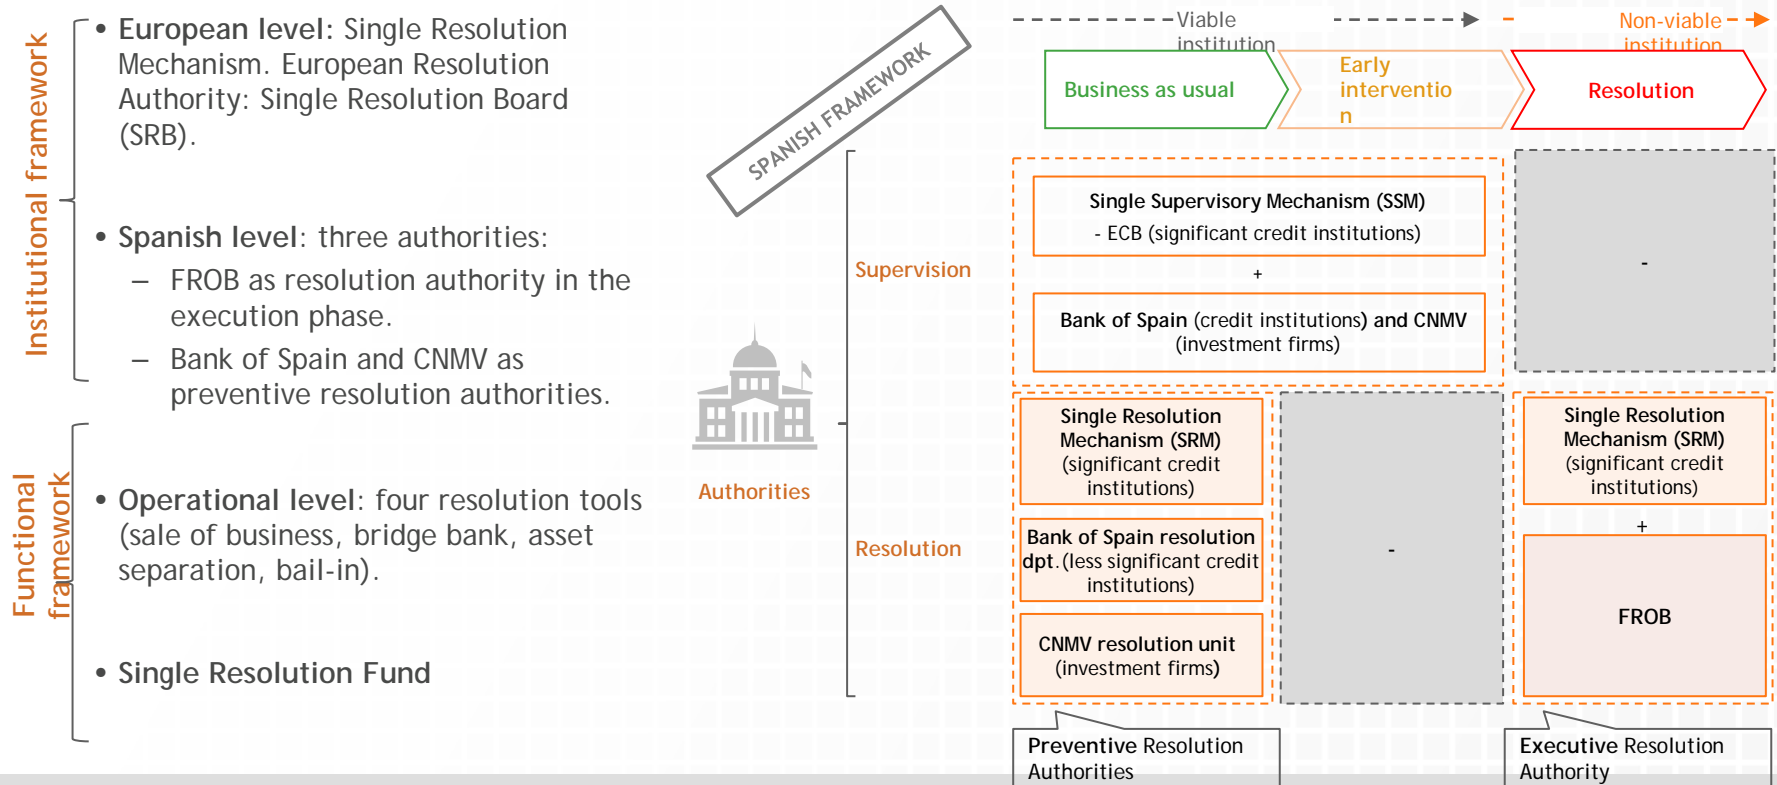 Institutional framework
• European level: Single Resolution
Mechanism. European Resolution
Authority: Single Resolution Board
(SRB).
• Spanish level: three authorities:
– FROB as resolution authority in the
execution phase.
– Bank of Spain and CNMV as
preventive resolution authorities.
Functional
framework
• Operational level: four resolution tools
(sale of business, bridge bank, asset
separation, bail-in).
• Single Resolution Fund
SPANISH FRAMEWORK
Authorities
Supervision
Resolution
Viable
institution
Non-viable
institution
Business as usual
Early
interventio
n
Resolution
Single Supervisory Mechanism (SSM)
- ECB (significant credit institutions)
+
Bank of Spain (credit institutions) and CNMV
(investment firms)
-
Single Resolution
Mechanism (SRM)
(significant credit
institutions)
Bank of Spain resolution
dpt.(less significant credit
institutions)
CNMV resolution unit
(investment firms)
-
Single Resolution
Mechanism (SRM)
(significant credit
institutions)
+
FROB
Preventive Resolution
Authorities
Executive Resolution
Authority